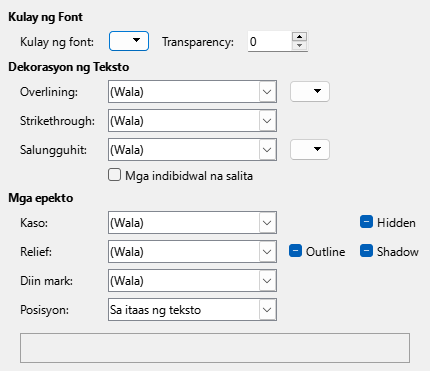 Kulay ng Font
Kulay ng font: Transparency: 0
Dekorasyon ng Teksto
Overlining: (Wala)
Strikethrough: (Wala)
Salungguhit: (Wala)
Mga indibidwal na salita
Mga epekto
Kaso: (Wala) Hidden
Relief: (Wala) Outline Shadow
Diin mark: (Wala)
Posisyon: Sa itaas ng teksto